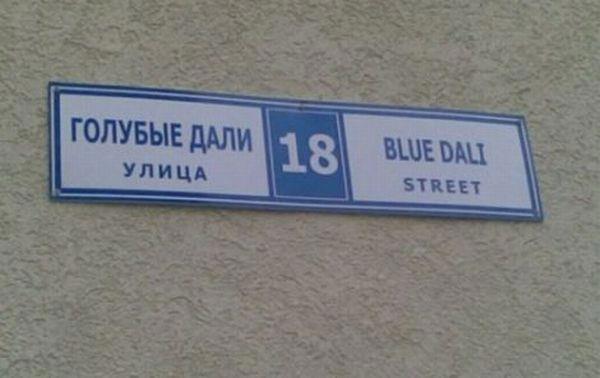 ГОЛУБЫЕ ДАЛИ
УЛИЦА
18
BLUE DALI
STREET